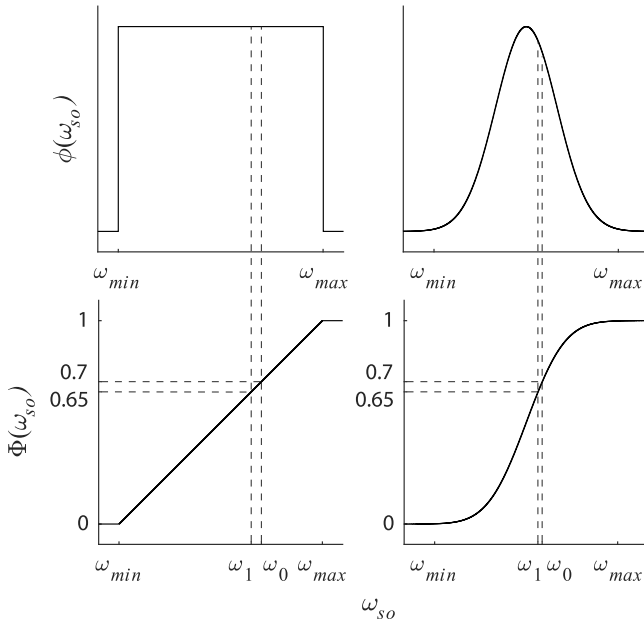 ϕ(ω_so)
ω_min ω_max
ω_min ω_max
Φ(ω_so)
1
0.7
0.65
0
1
0.7
0.65
0
ω_min ω_1 ω_0 ω_max
ω_min ω_1 ω_0 ω_max
ω_so